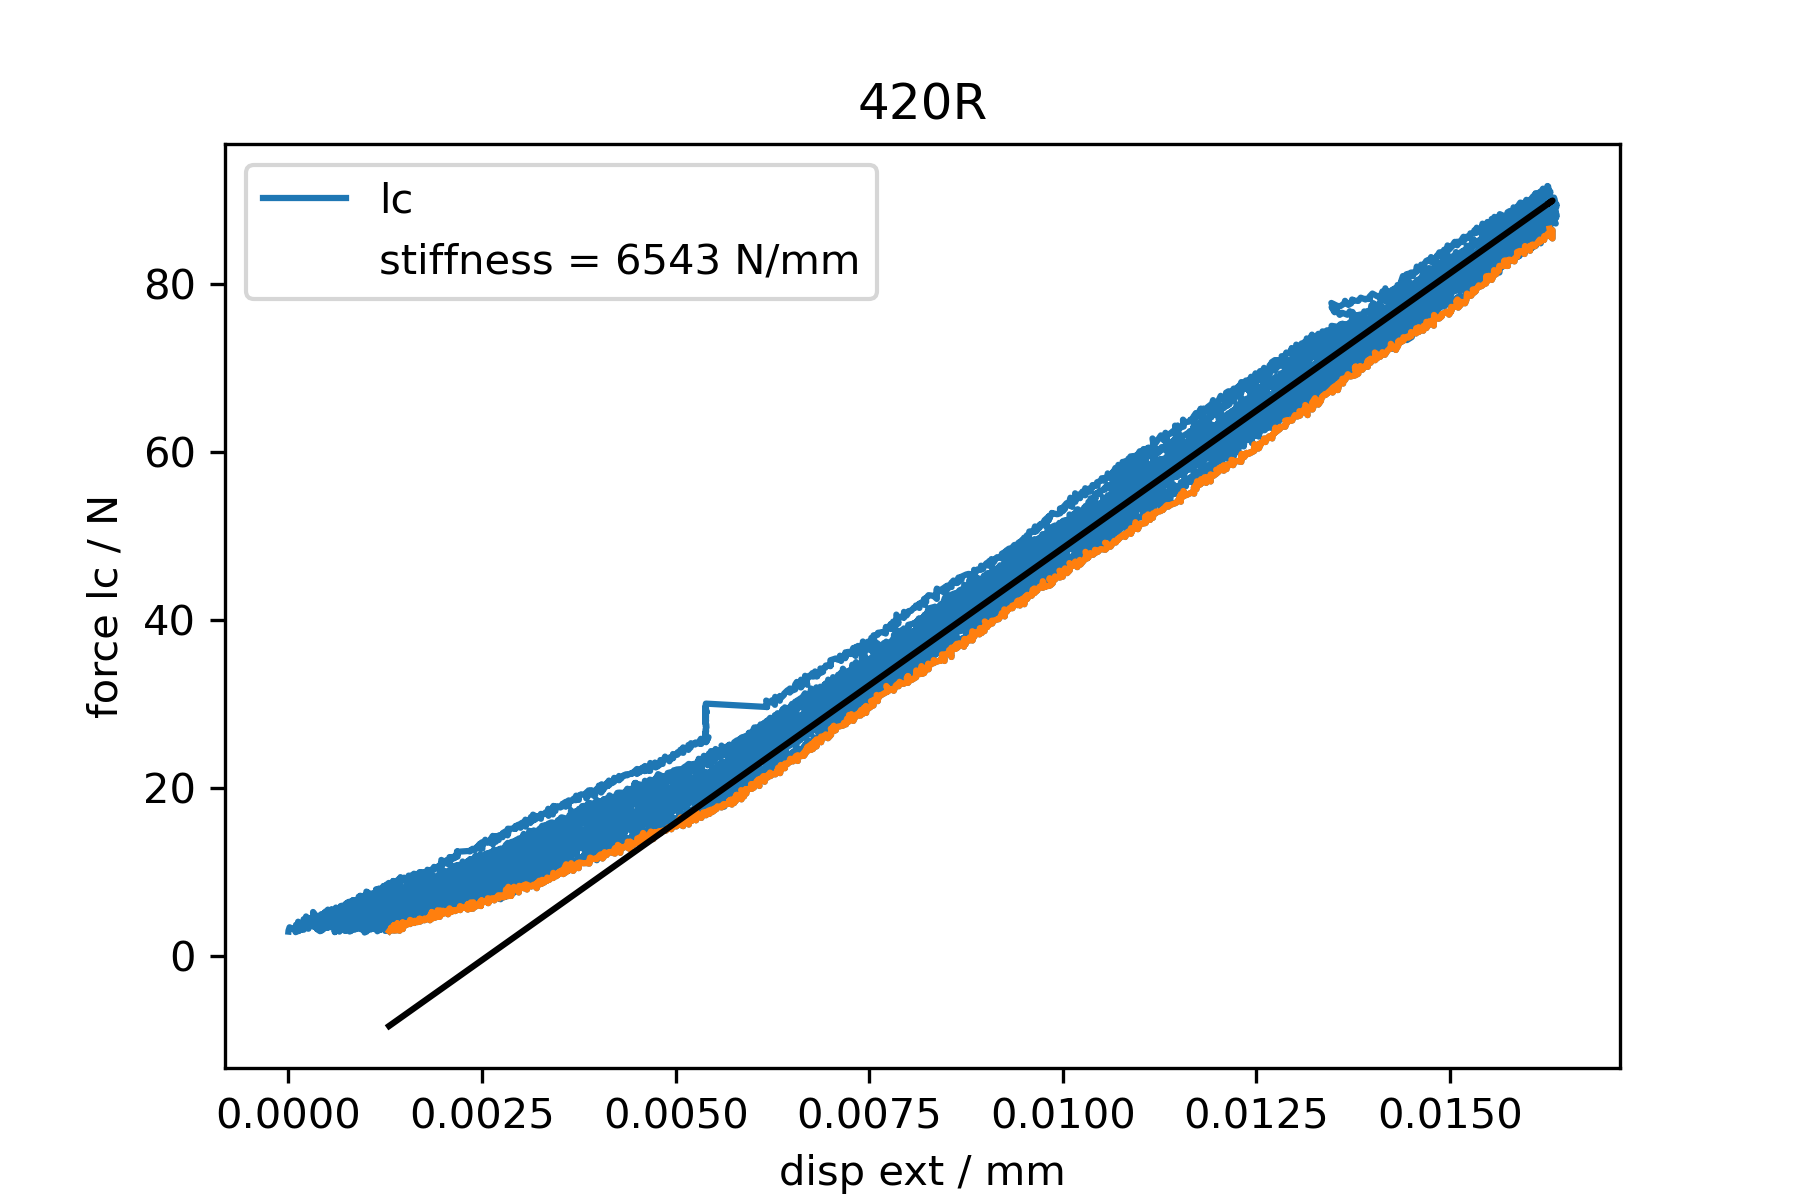 420R
lc
stiffness = 6543 N/mm
80
60
40
20
0
force lc / N
0.0000 0.0025 0.0050 0.0075 0.0100 0.0125 0.0150
disp ext / mm